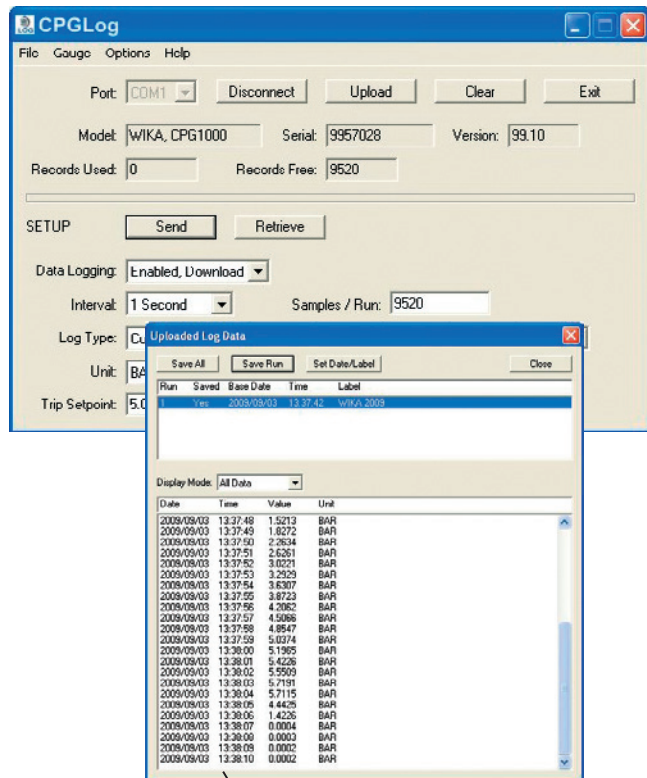 CPGLog
File Gauge Options Help
Port: COM1 Disconnect Upload Clear Exit
Model: WIKA, CPG1000 Serial: 9957028 Version: 99.10
Records Used: 0 Records Free: 9520
SETUP Send Retrieve
Data Logging: Enabled, Download
Interval: 1 Second Samples / Run: 9520
Log Type: Cu
Unit: BA
Trip Setpoint: 5.0
Uploaded Log Data
Save All Save Run Set Date/Label Close
Run Saved Base Date Time Label
1 Yes 2009/09/03 13:37:42 WIKA 2009
Display Mode: All Data
Date Time Value Unit
2009/09/03 13:37:48 1.5213 BAR
2009/09/03 13:37:49 1.8272 BAR
2009/09/03 13:37:50 2.2634 BAR
2009/09/03 13:37:51 2.6261 BAR
2009/09/03 13:37:52 3.0221 BAR
2009/09/03 13:37:53 3.2929 BAR
2009/09/03 13:37:54 3.6307 BAR
2009/09/03 13:37:55 3.8723 BAR
2009/09/03 13:37:56 4.2062 BAR
2009/09/03 13:37:57 4.5066 BAR
2009/09/03 13:37:58 4.8547 BAR
2009/09/03 13:37:59 5.0374 BAR
2009/09/03 13:38:00 5.1965 BAR
2009/09/03 13:38:01 5.4226 BAR
2009/09/03 13:38:02 5.5509 BAR
2009/09/03 13:38:03 5.7191 BAR
2009/09/03 13:38:04 5.7115 BAR
2009/09/03 13:38:05 4.4425 BAR
2009/09/03 13:38:06 1.4226 BAR
2009/09/03 13:38:07 0.0004 BAR
2009/09/03 13:38:08 0.0003 BAR
2009/09/03 13:38:09 0.0002 BAR
2009/09/03 13:38:10 0.0002 BAR